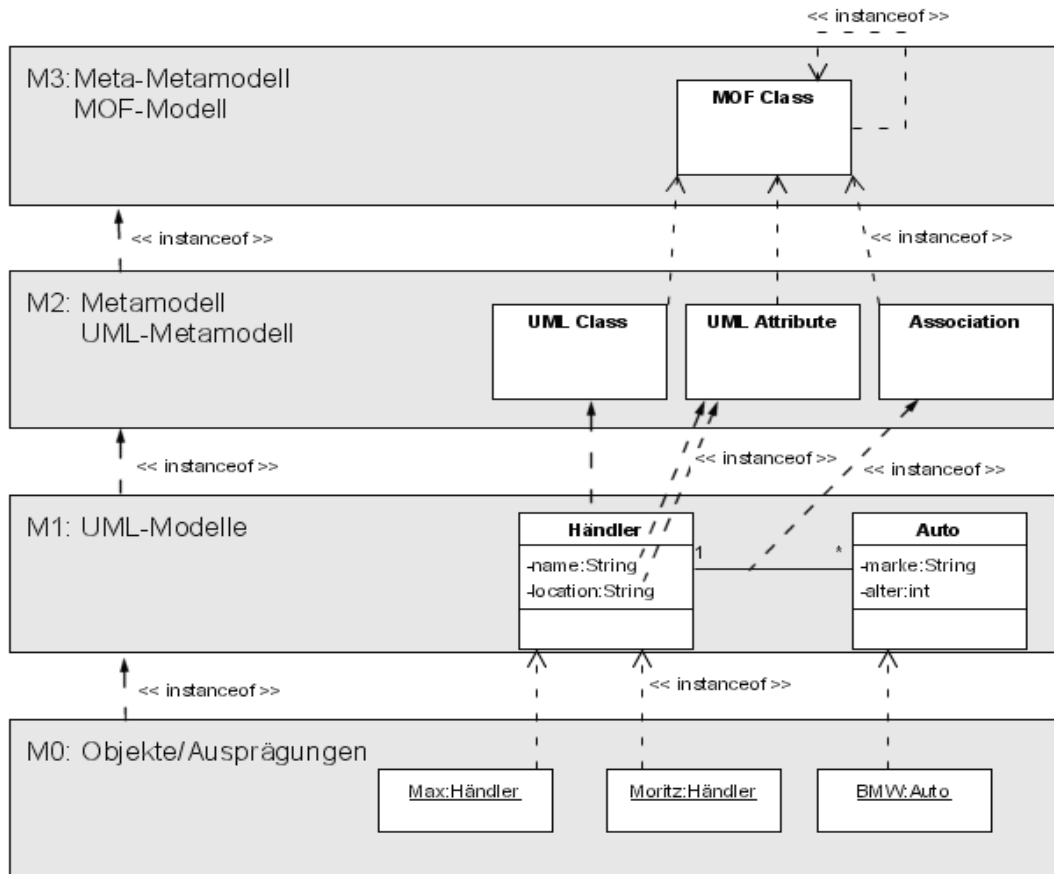 << instanceof >>
M3: Meta-Metamodell
MOF-Modell
MOF Class
<< instanceof >>
<< instanceof >>
M2: Metamodell
UML-Metamodell
UML Class
UML Attribute
Association
<< instanceof >>
<< instanceof >>
<< instanceof >>
M1: UML-Modelle
Händler
-name:String
-location:String
1
*
Auto
-marke:String
-alter:int
<< instanceof >>
<< instanceof >>
M0: Objekte/Ausprägungen
Max:Händler
Moritz:Händler
BMW:Auto